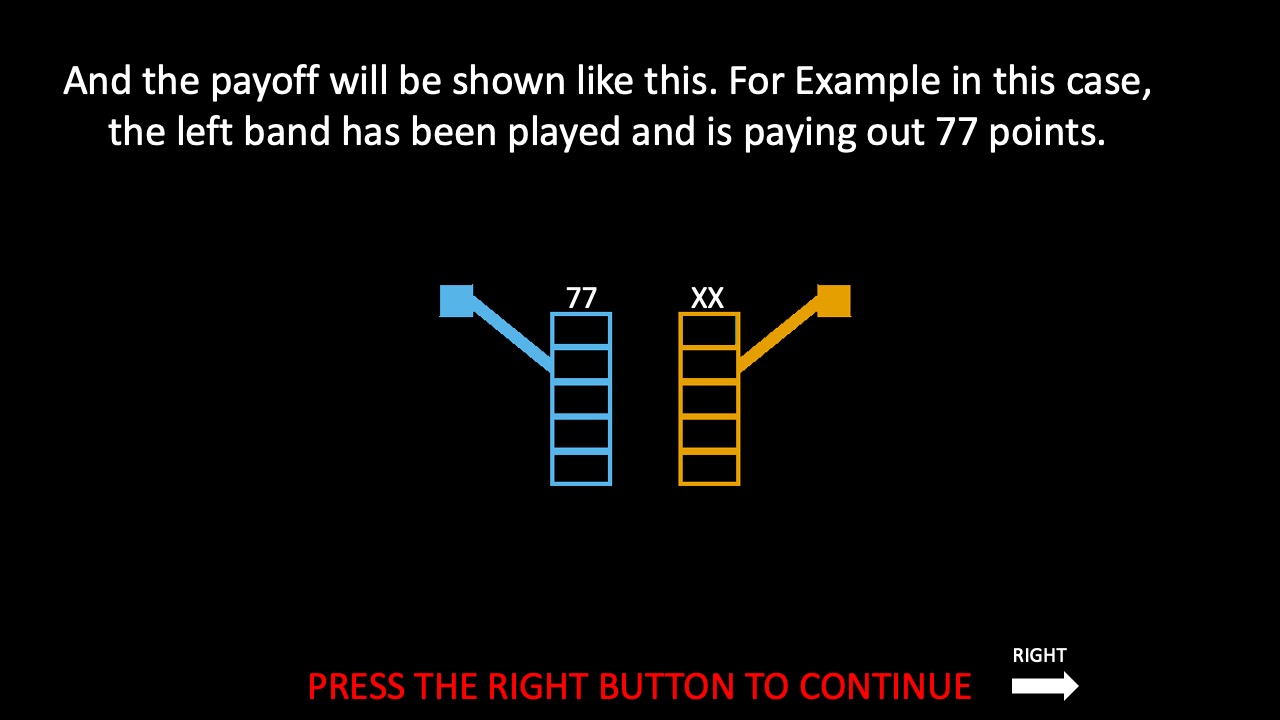 And the payoff will be shown like this. For Example in this case,
the left band has been played and is paying out 77 points.
77 XX
RIGHT
PRESS THE RIGHT BUTTON TO CONTINUE